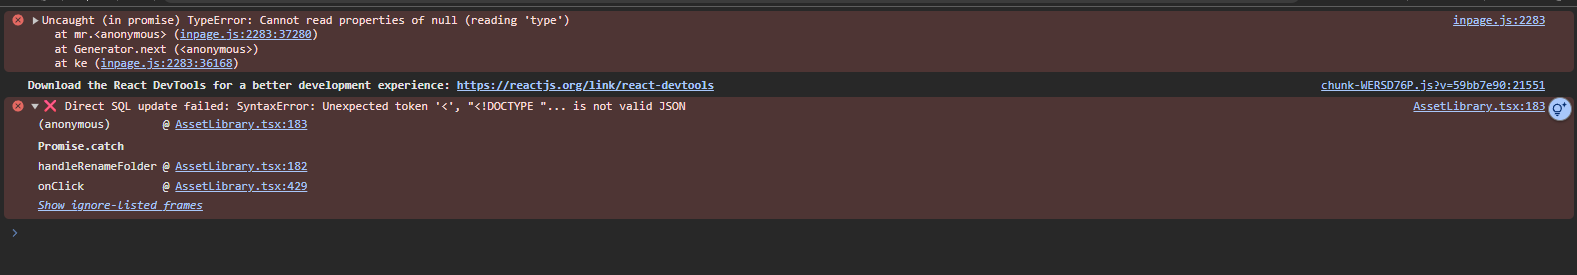 Uncaught (in promise) TypeError: Cannot read properties of null (reading 'type') inpage.js:2283
at mr.<anonymous> (inpage.js:2283:37280)
at Generator.next (<anonymous>)
at ke (inpage.js:2283:36168)
Download the React DevTools for a better development experience: https://reactjs.org/link/react-devtools chunk-WERSD76P.js?v=59bb7e90:21551
❌ Direct SQL update failed: SyntaxError: Unexpected token '<', "<!DOCTYPE "... is not valid JSON AssetLibrary.tsx:183
(anonymous) @ AssetLibrary.tsx:183
Promise.catch
handleRenameFolder @ AssetLibrary.tsx:182
onClick @ AssetLibrary.tsx:429
Show ignore-listed frames